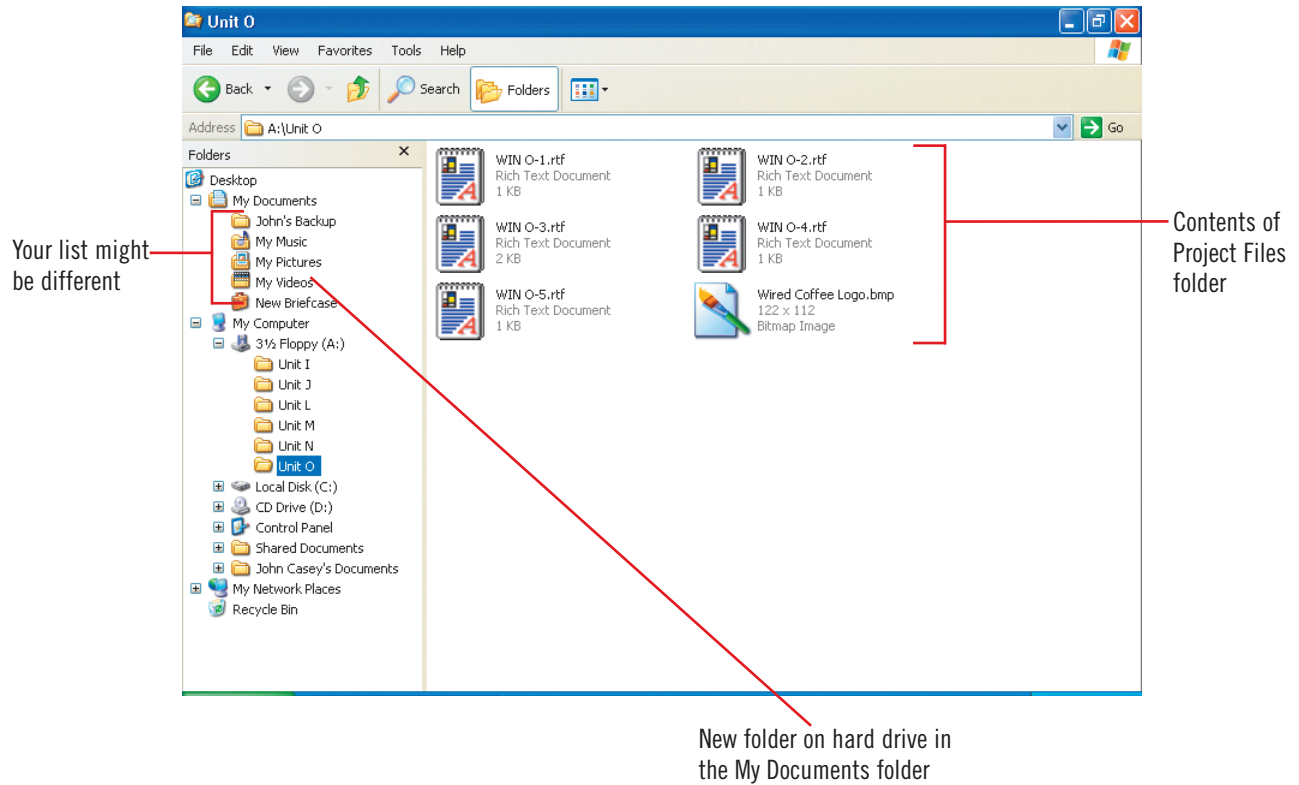 Unit O
File Edit View Favorites Tools Help
Back Search Folders
Address A:\Unit O Go
Folders
Desktop
My Documents
John's Backup
My Music
My Pictures
My Videos
New Briefcase
My Computer
3½ Floppy (A:)
Unit I
Unit J
Unit L
Unit M
Unit N
Unit O
Local Disk (C:)
CD Drive (D:)
Control Panel
Shared Documents
John Casey's Documents
My Network Places
Recycle Bin
WIN O-1.rtf
Rich Text Document
1 KB
WIN O-2.rtf
Rich Text Document
1 KB
WIN O-3.rtf
Rich Text Document
2 KB
WIN O-4.rtf
Rich Text Document
1 KB
WIN O-5.rtf
Rich Text Document
1 KB
Wired Coffee Logo.bmp
122 x 112
Bitmap Image
Your list might
be different
Contents of
Project Files
folder
New folder on hard drive in
the My Documents folder